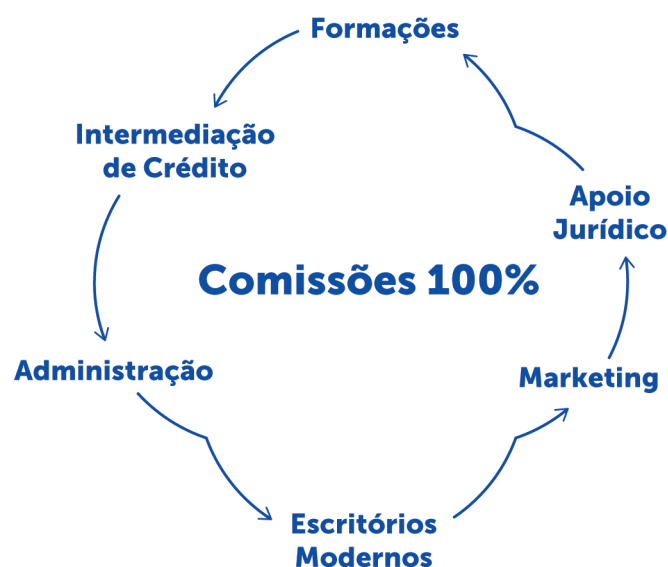 Formações
Intermediação
de Crédito
Apoio
Jurídico
Comissões 100%
Administração
Marketing
Escritórios
Modernos